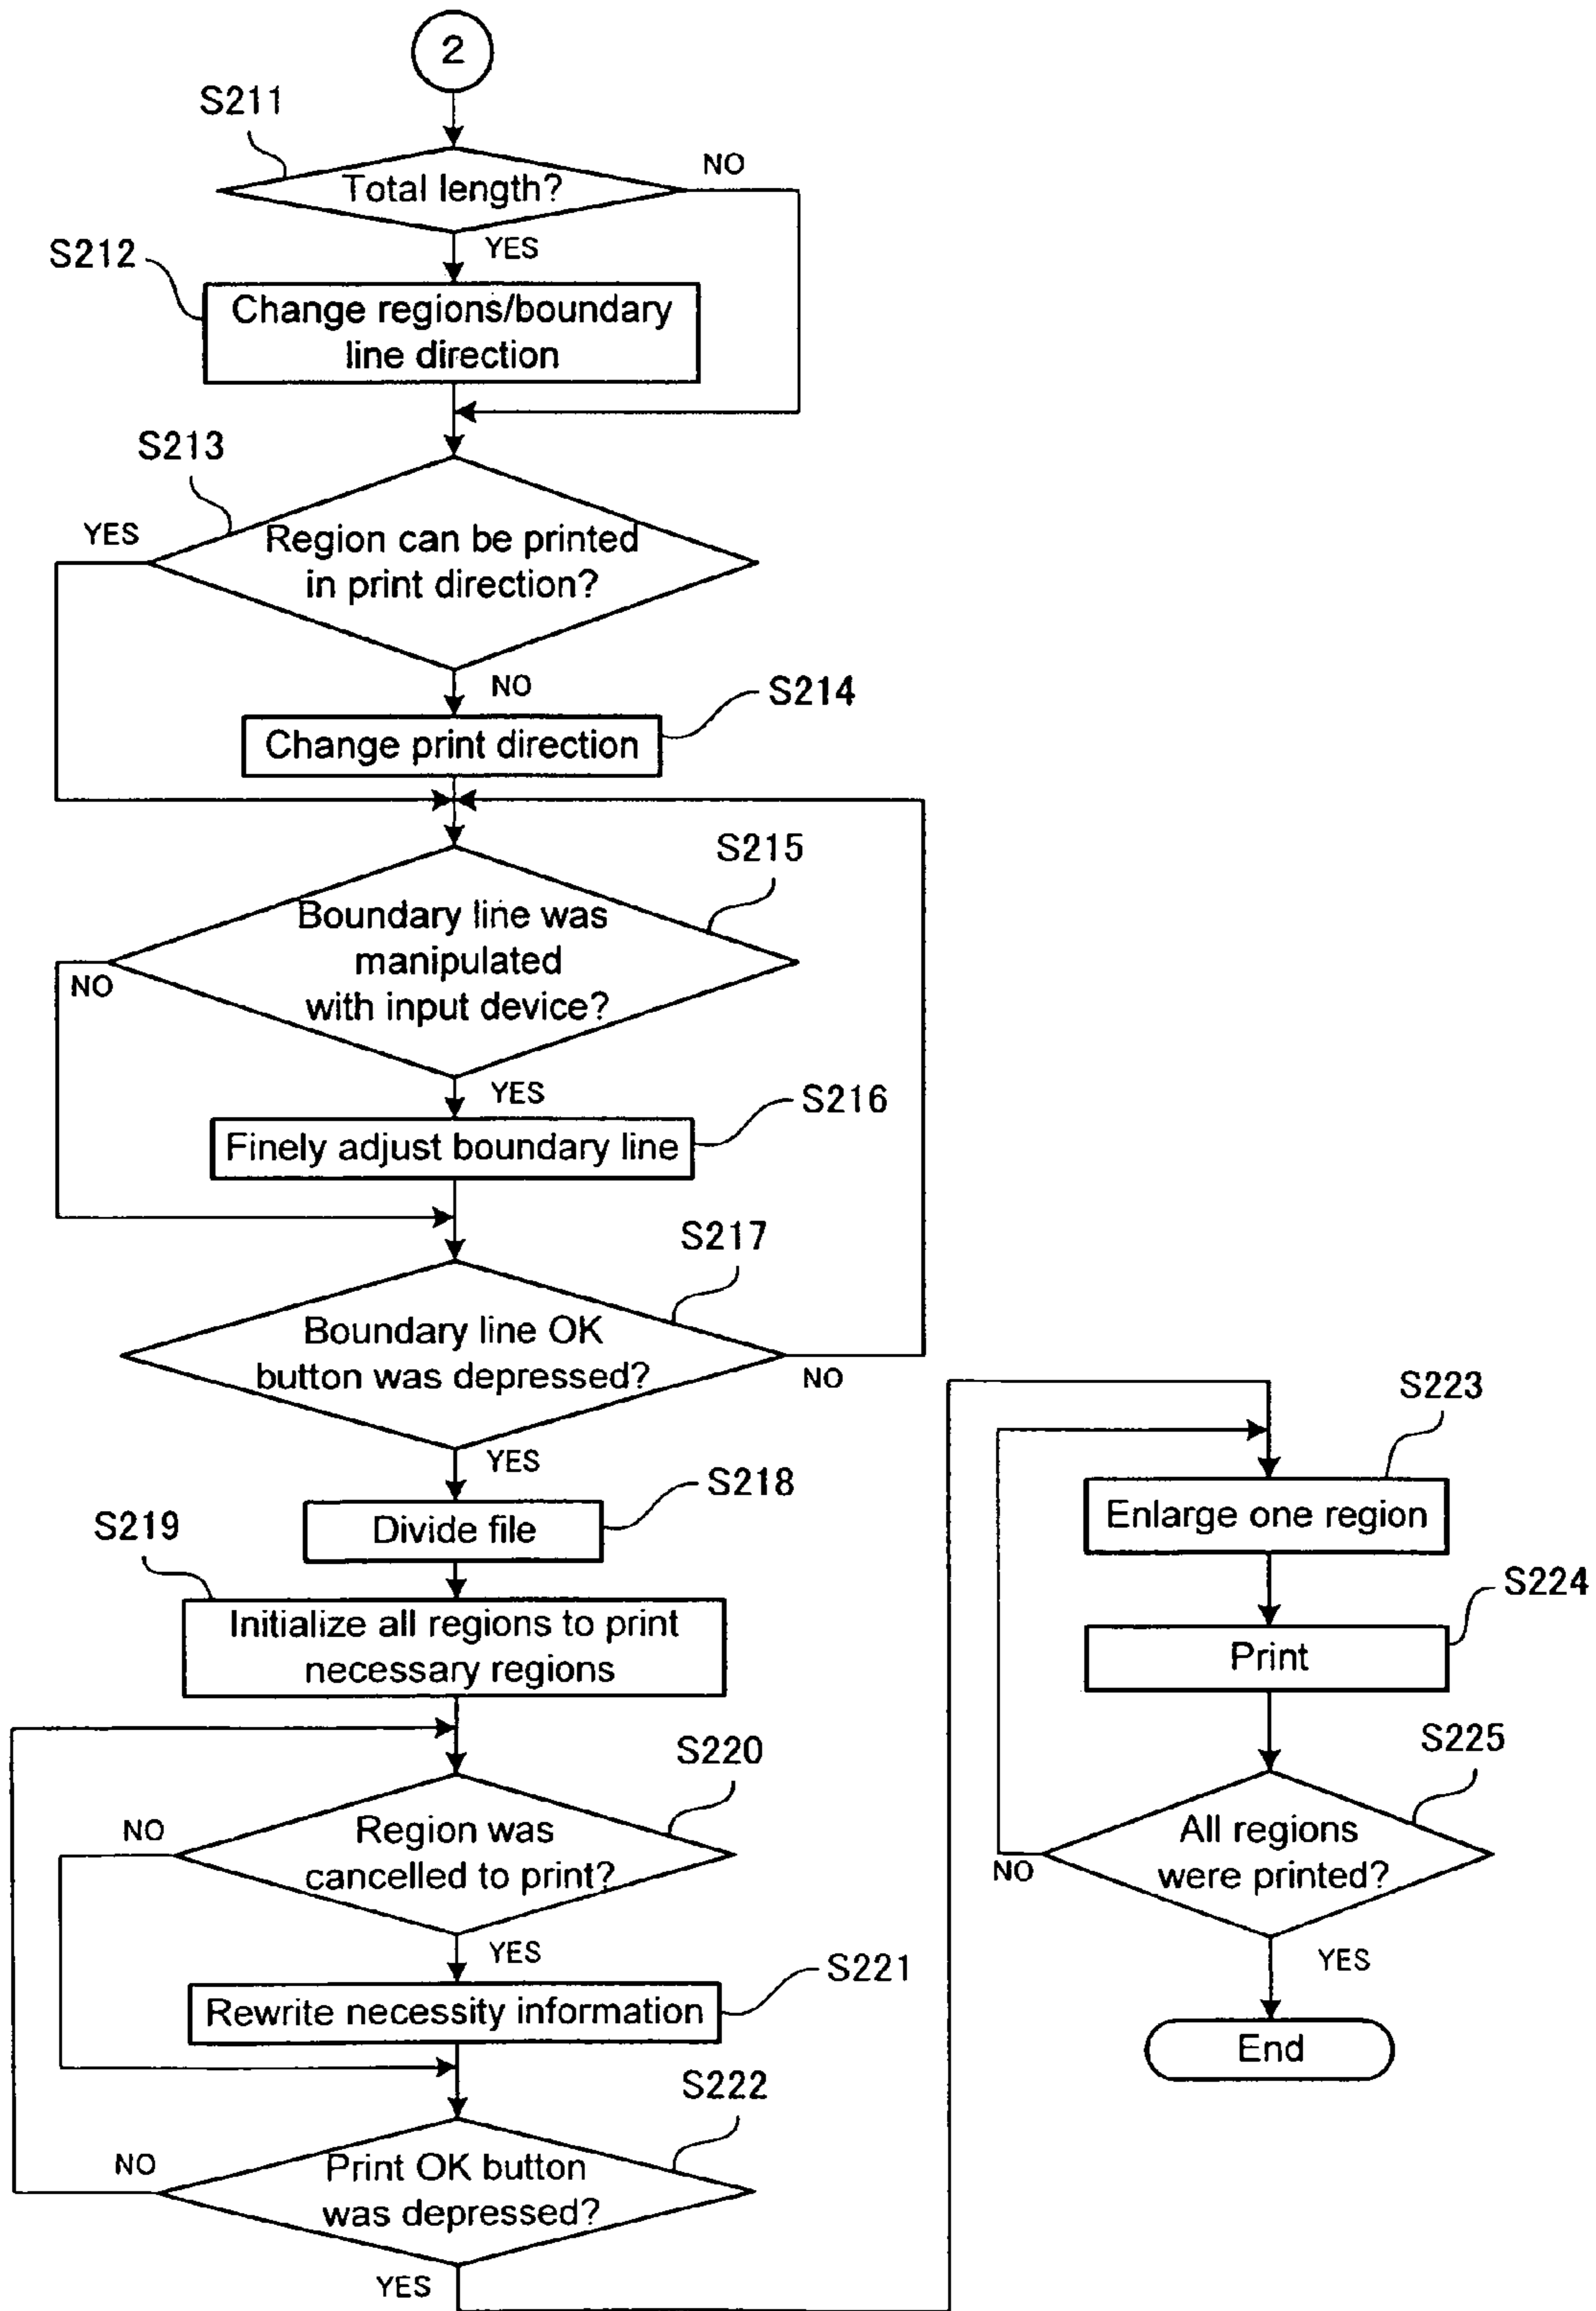 2
S211
Total length?
NO
YES
S212
Change regions/boundary
line direction
S213
YES
Region can be printed
in print direction?
NO
S214
Change print direction
S215
Boundary line was
manipulated
with input device?
NO
YES
S216
Finely adjust boundary line
S217
Boundary line OK
button was depressed?
NO
YES
S218
Divide file
S219
Initialize all regions to print
necessary regions
S220
NO
Region was
cancelled to print?
YES
S221
Rewrite necessity information
S222
NO
Print OK button
was depressed?
YES
S223
Enlarge one region
S224
Print
S225
All regions
were printed?
NO
YES
End